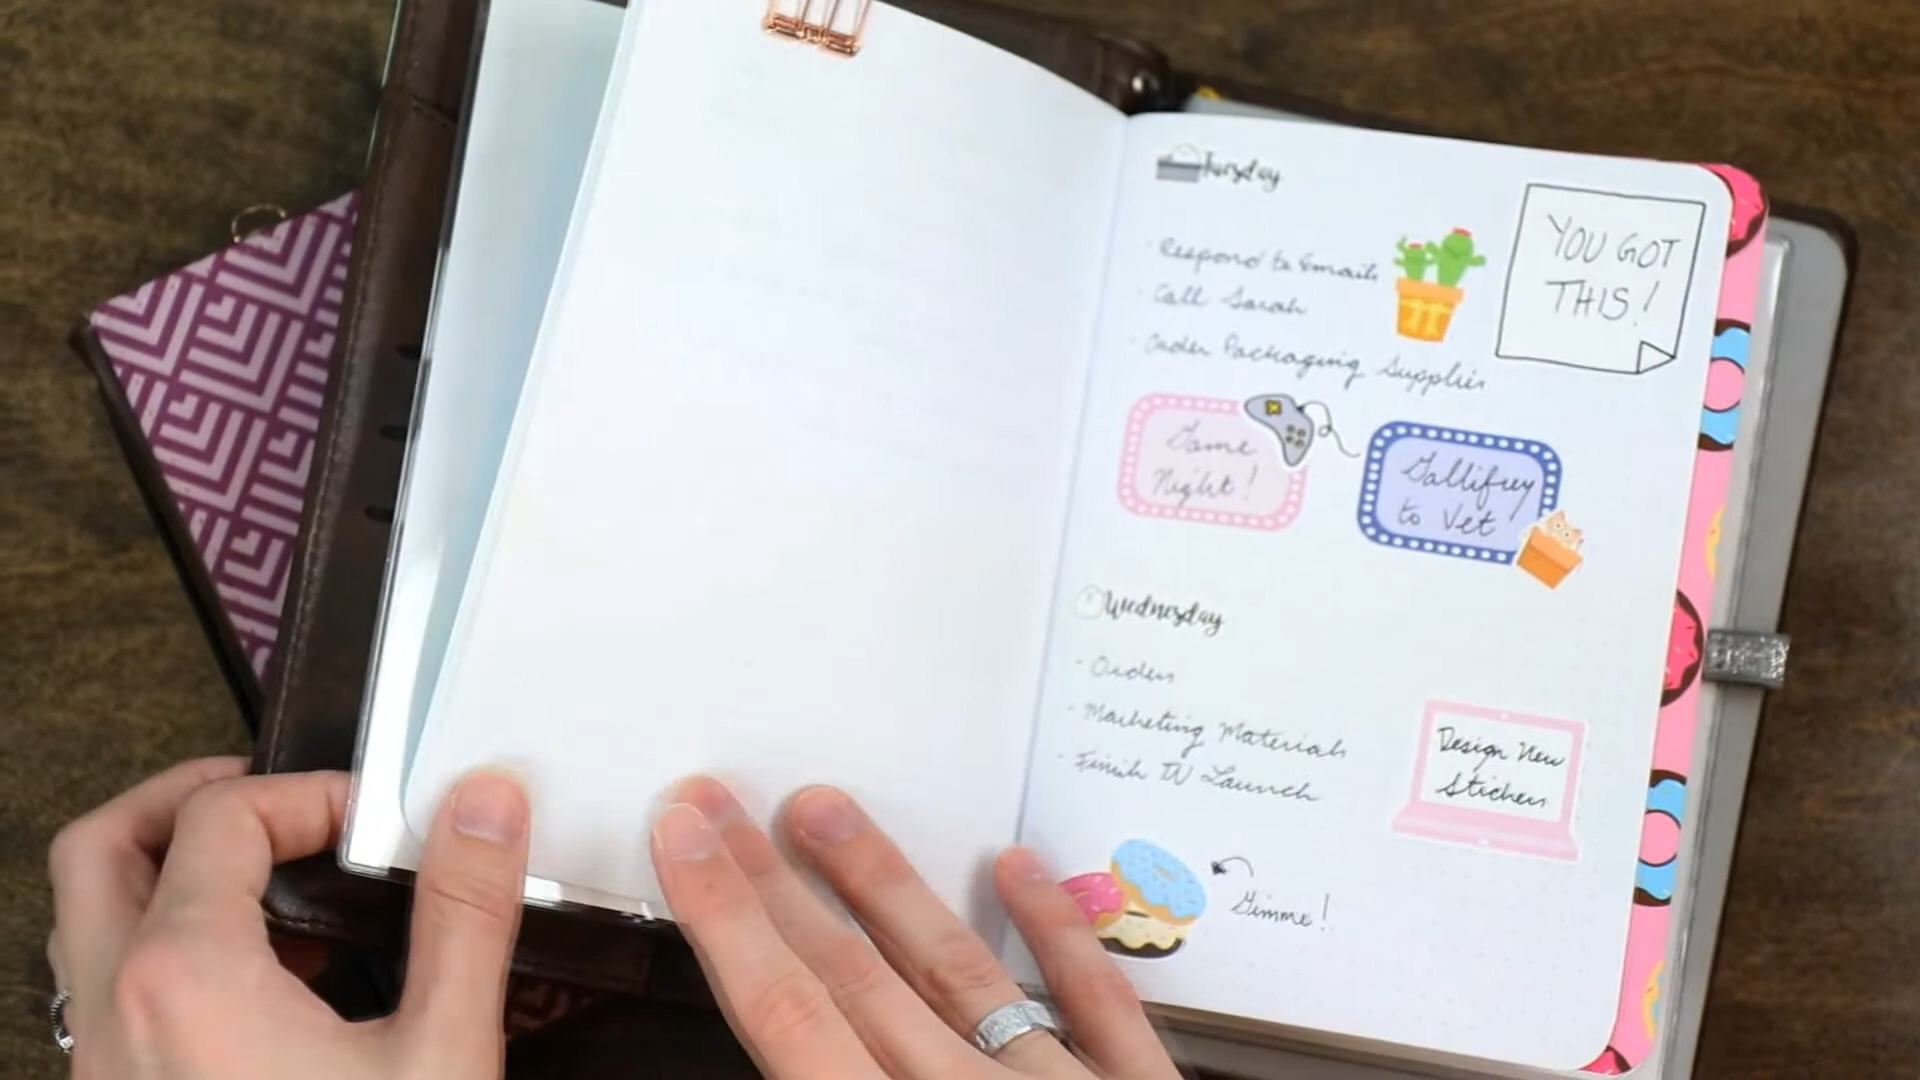 Tuesday
- Respond to Emails
- Call Sarah
- Order Packaging Supplies
YOU GOT
THIS!
Game
Night!
Gallifrey
to Vet
Wednesday
- Orders
- Marketing Materials
- Finish TN Launch
Design New
Stickers
Gimme!